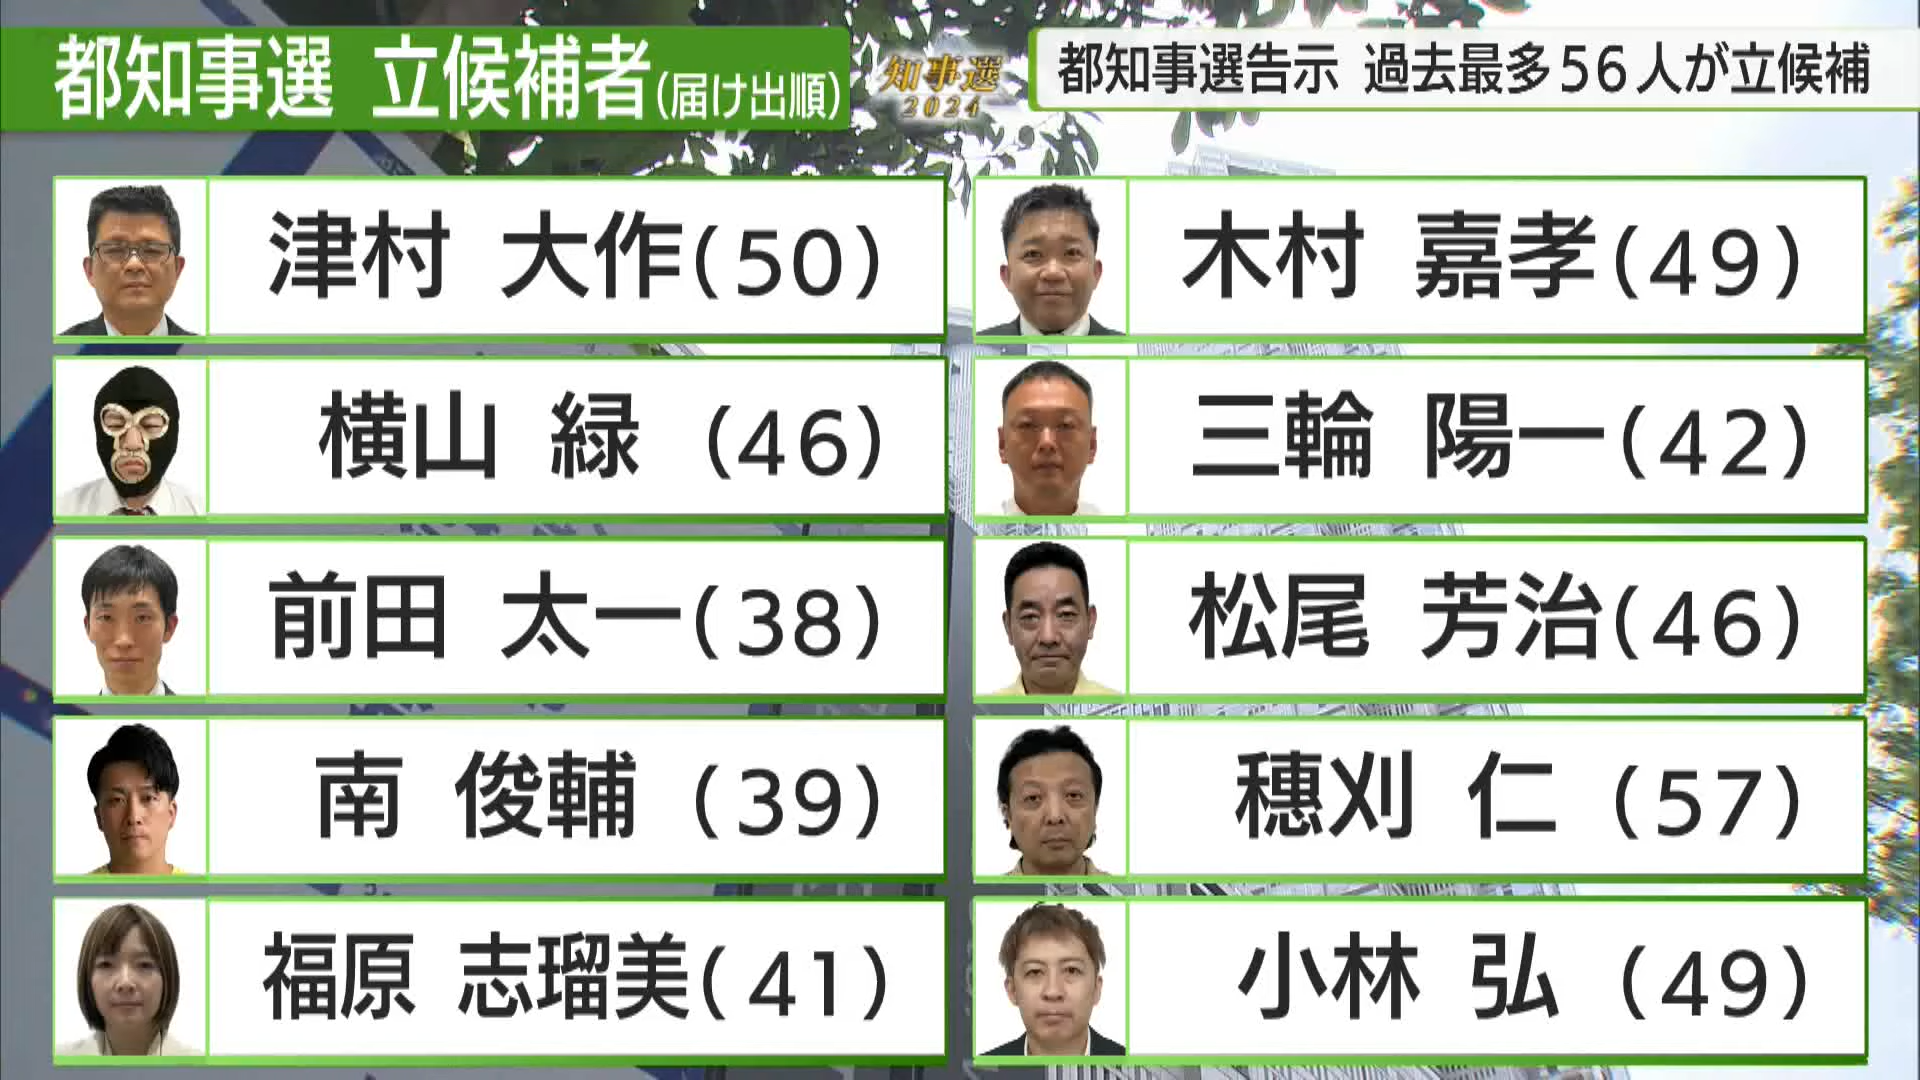 都知事選 立候補者(届け出順)
知事選
2024
都知事選告示 過去最多56人が立候補
津村 大作(50)
横山 緑 (46)
前田 太一(38)
南 俊輔 (39)
福原 志瑠美(41)
木村 嘉孝(49)
三輪 陽一(42)
松尾 芳治(46)
穂刈 仁 (57)
小林 弘 (49)